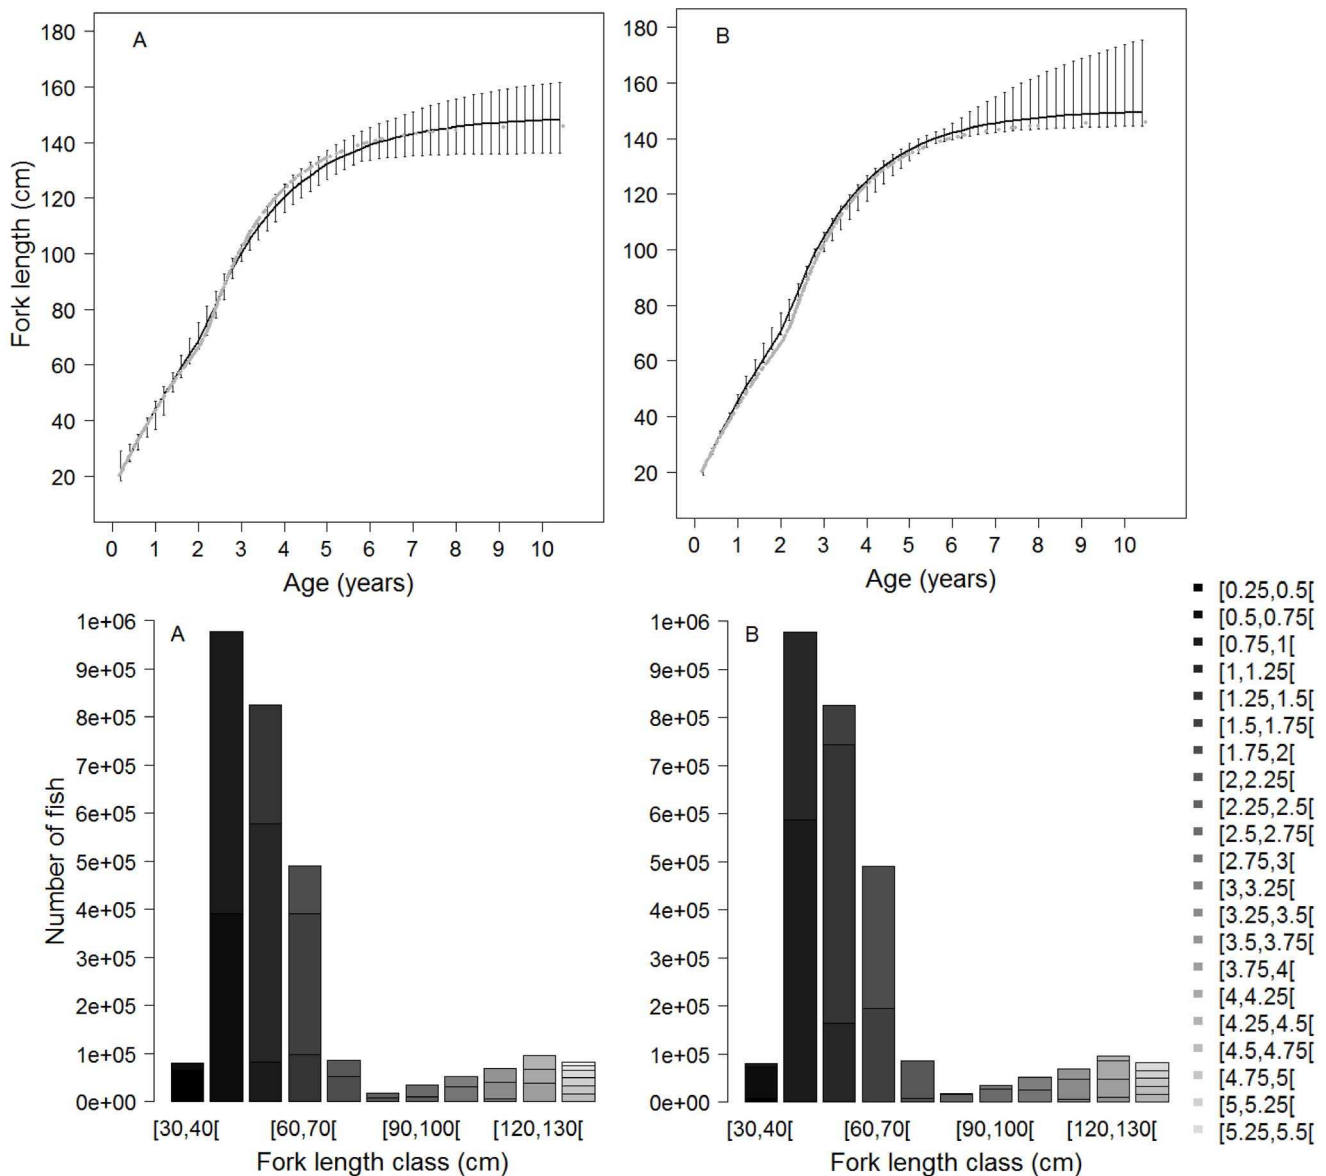 A
180
160
140
120
100
80
60
40
20
Fork length (cm)
0 1 2 3 4 5 6 7 8 9 10
Age (years)
B
180
160
140
120
100
80
60
40
20
0 1 2 3 4 5 6 7 8 9 10
Age (years)
A
1e+06
9e+05
8e+05
7e+05
6e+05
5e+05
4e+05
3e+05
2e+05
1e+05
0e+00
Number of fish
[30,40[ [60,70[ [90,100[ [120,130[
Fork length class (cm)
B
1e+06
9e+05
8e+05
7e+05
6e+05
5e+05
4e+05
3e+05
2e+05
1e+05
0e+00
[30,40[ [60,70[ [90,100[ [120,130[
Fork length class (cm)
[0.25,0.5[
[0.5,0.75[
[0.75,1[
[1,1.25[
[1.25,1.5[
[1.5,1.75[
[1.75,2[
[2,2.25[
[2.25,2.5[
[2.5,2.75[
[2.75,3[
[3,3.25[
[3.25,3.5[
[3.5,3.75[
[3.75,4[
[4,4.25[
[4.25,4.5[
[4.5,4.75[
[4.75,5[
[5,5.25[
[5.25,5.5[